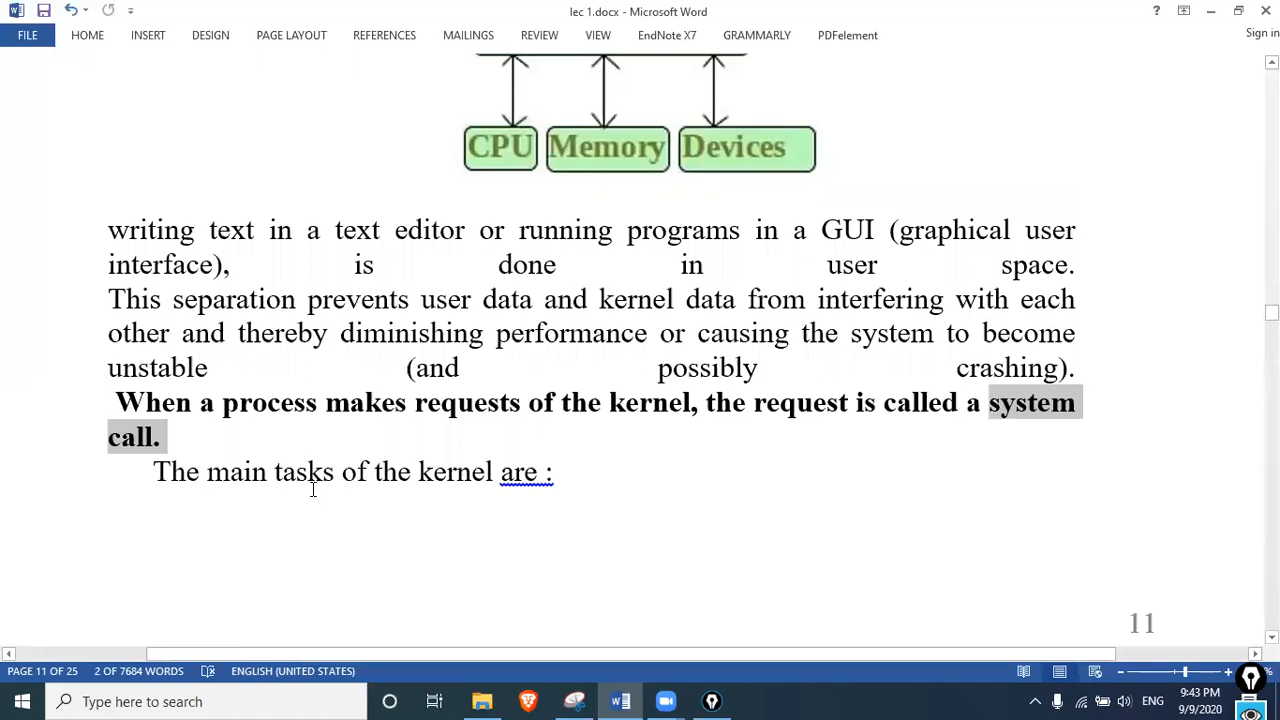 lec 1.docx - Microsoft Word
?
FILE HOME INSERT DESIGN PAGE LAYOUT REFERENCES MAILINGS REVIEW VIEW EndNote X7 GRAMMARLY PDFelement Sign in
CPU Memory Devices
writing text in a text editor or running programs in a GUI (graphical user
interface), is done in user space.
This separation prevents user data and kernel data from interfering with each
other and thereby diminishing performance or causing the system to become
unstable (and possibly crashing).
When a process makes requests of the kernel, the request is called a system
call.
The main tasks of the kernel are :
11
PAGE 11 OF 25 2 OF 7684 WORDS ENGLISH (UNITED STATES) %
Type here to search
ENG
9:43 PM
9/9/2020